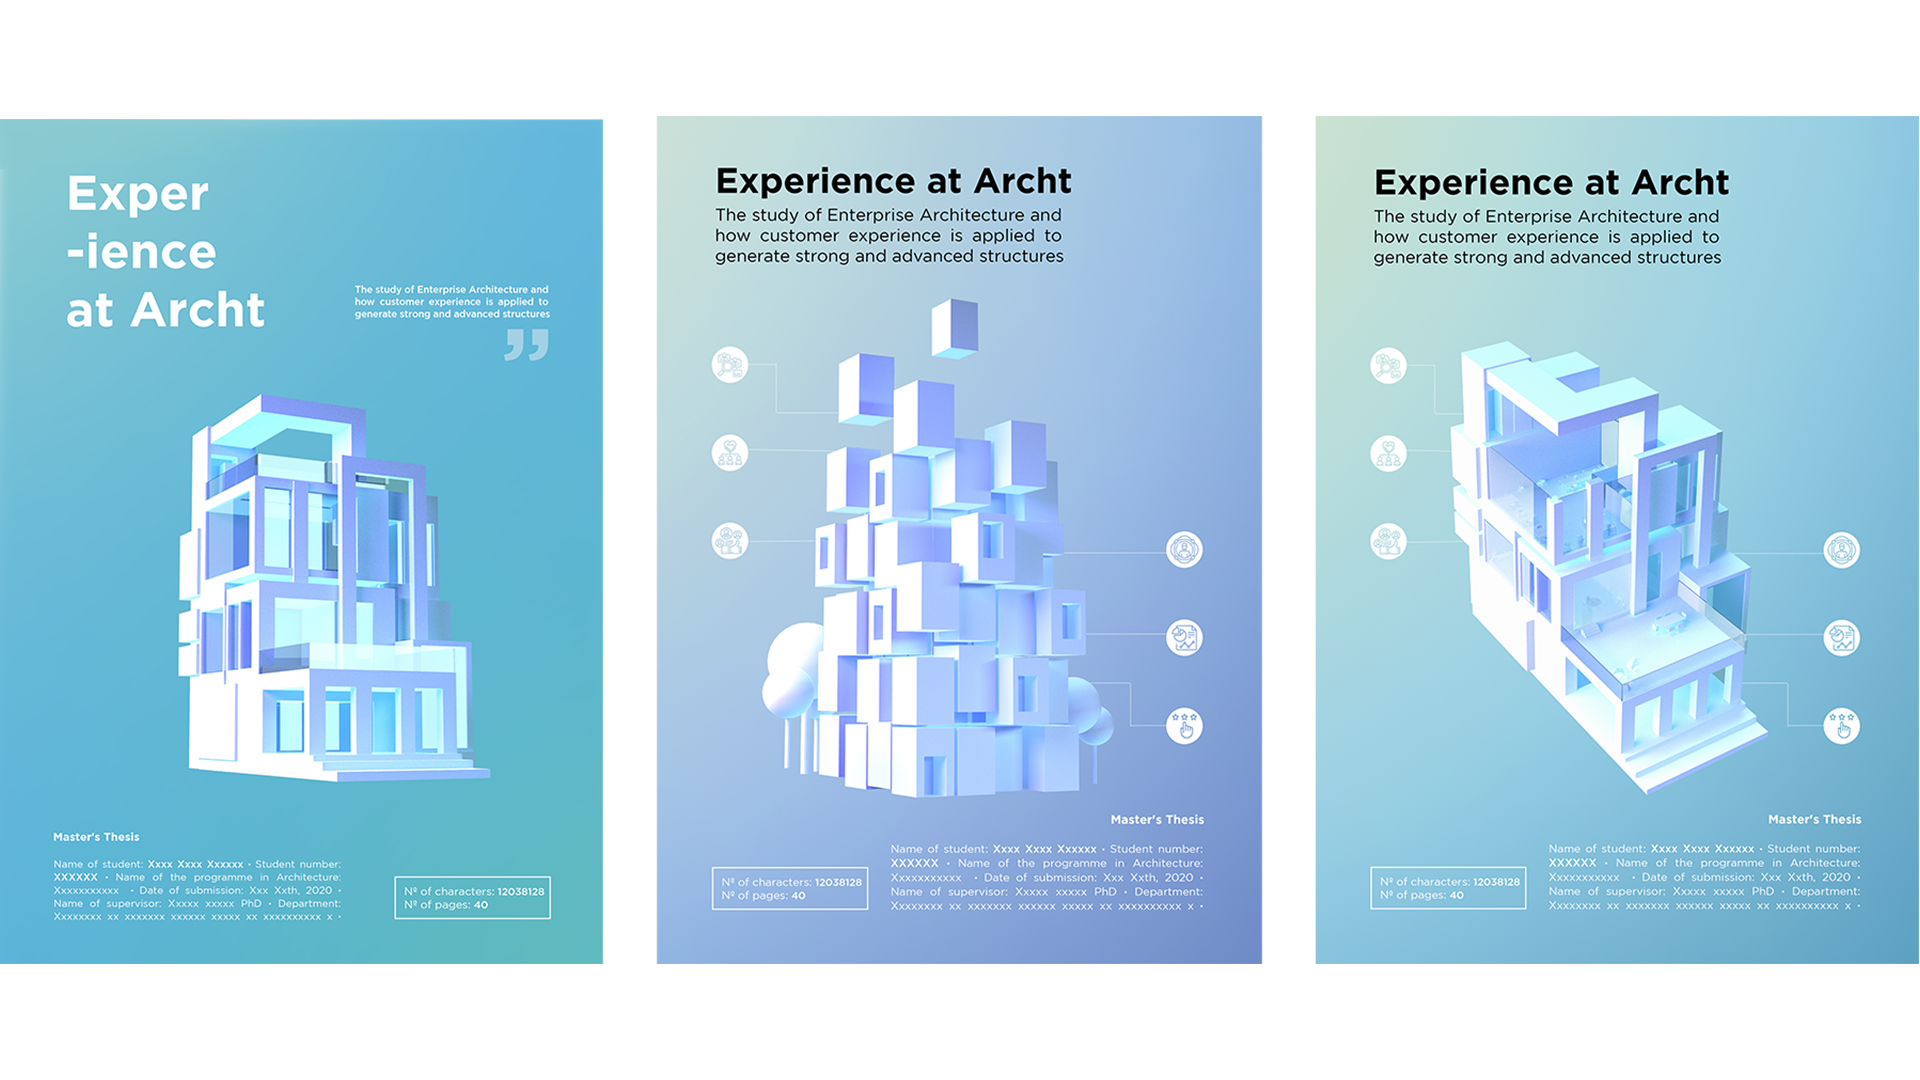 Exper
-ience
at Archt
The study of Enterprise Architecture and
how customer experience is applied to
generate strong and advanced structures
”
Master's Thesis
Name of student: Xxxx Xxxx Xxxxxx · Student number:
XXXXXX · Name of the programme in Architecture:
Xxxxxxxxxxx · Date of submission: Xxx Xxth, 2020 ·
Name of supervisor: Xxxxx xxxxx PhD · Department:
Xxxxxxxx xx xxxxxxx xxxxxx xxxxx xx xxxxxxxxxx x ·
Nº of characters: 12038128
Nº of pages: 40
Experience at Archt
The study of Enterprise Architecture and
how customer experience is applied to
generate strong and advanced structures
Master's Thesis
Name of student: Xxxx Xxxx Xxxxxx · Student number:
XXXXXX · Name of the programme in Architecture:
Xxxxxxxxxxx · Date of submission: Xxx Xxth, 2020 ·
Name of supervisor: Xxxxx xxxxx PhD · Department:
Xxxxxxxx xx xxxxxxx xxxxxx xxxxx xx xxxxxxxxxx x ·
Nº of characters: 12038128
Nº of pages: 40
Experience at Archt
The study of Enterprise Architecture and
how customer experience is applied to
generate strong and advanced structures
Master's Thesis
Name of student: Xxxx Xxxx Xxxxxx · Student number:
XXXXXX · Name of the programme in Architecture:
Xxxxxxxxxxx · Date of submission: Xxx Xxth, 2020 ·
Name of supervisor: Xxxxx xxxxx PhD · Department:
Xxxxxxxx xx xxxxxxx xxxxxx xxxxx xx xxxxxxxxxx x ·
Nº of characters: 12038128
Nº of pages: 40